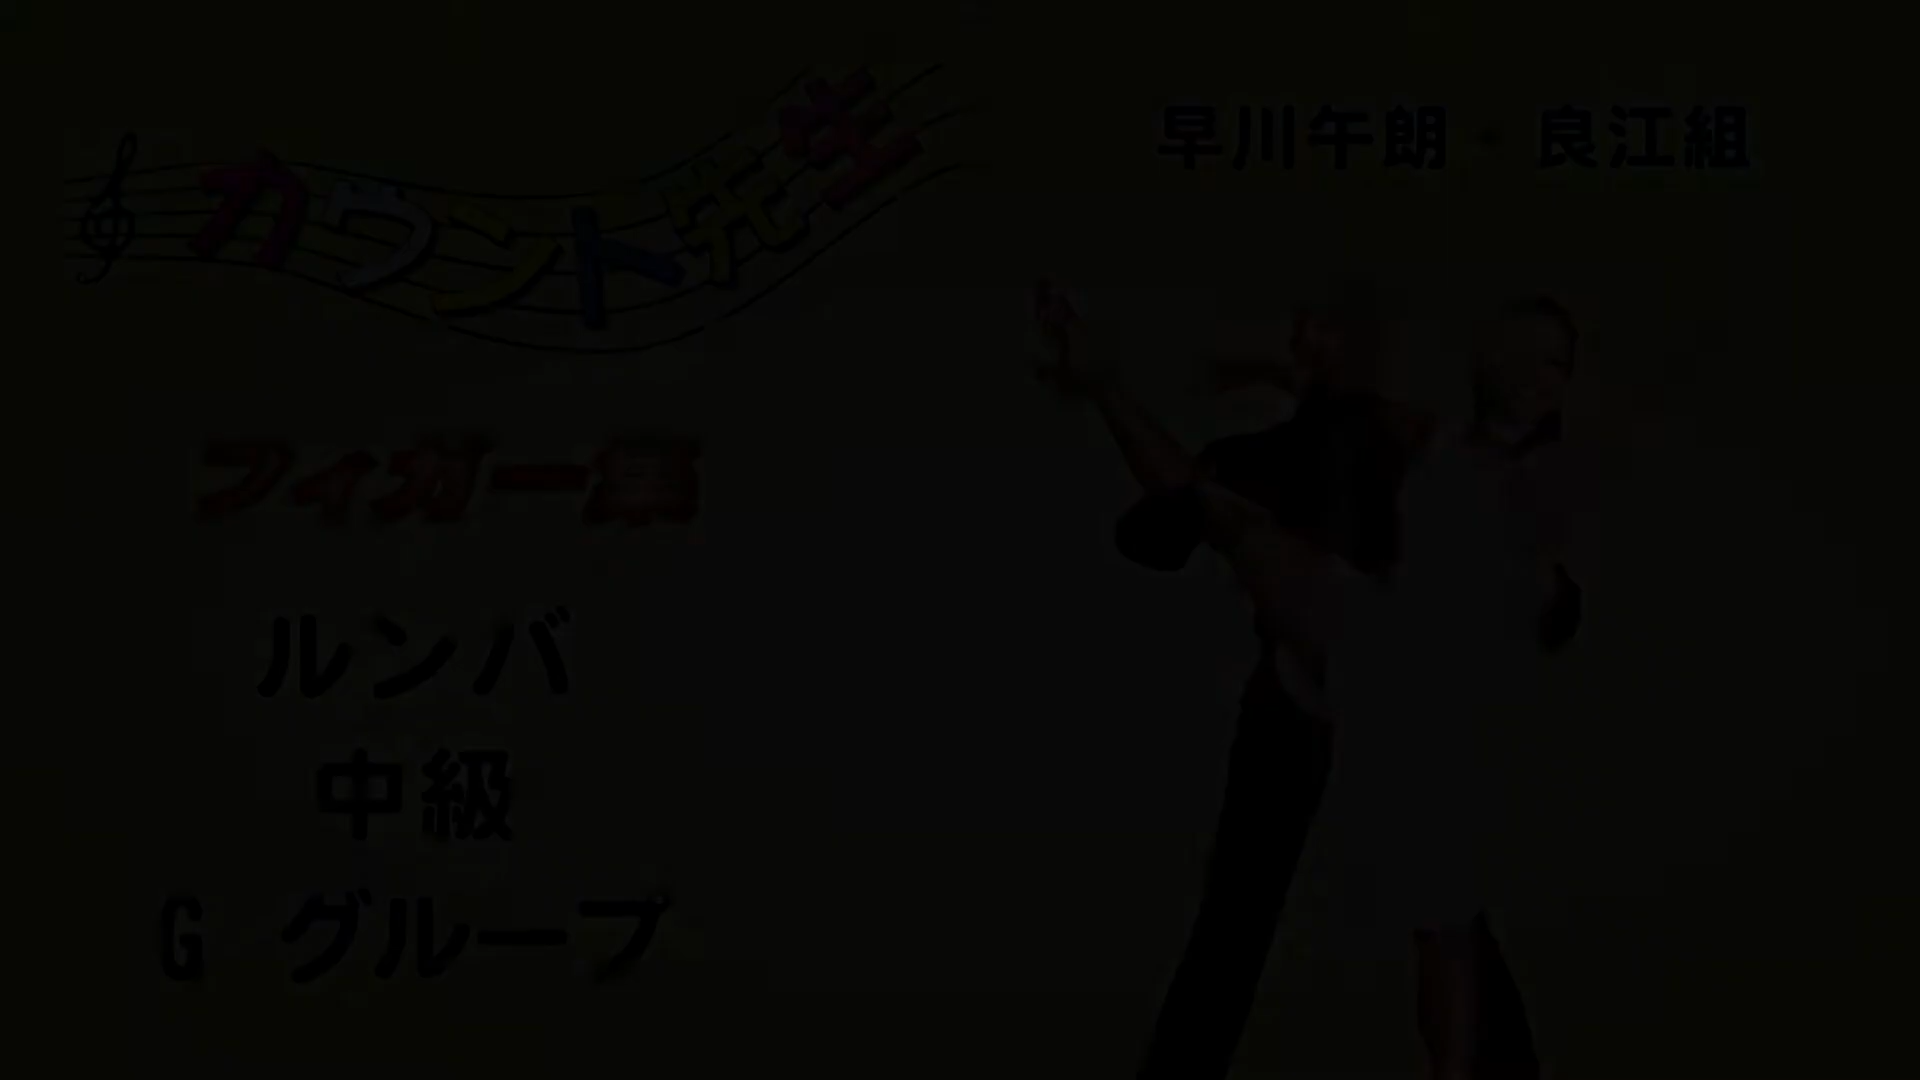 カウント先生
早川午朗・良江組
フィガー集
ルンバ
中級
G グループ